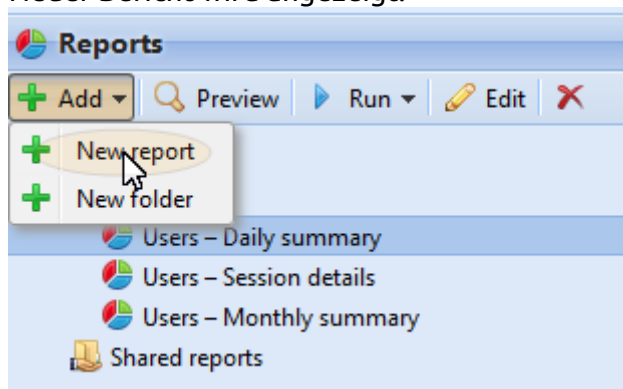 Reports
Add Preview Run Edit
New report
New folder
Users – Daily summary
Users – Session details
Users – Monthly summary
Shared reports